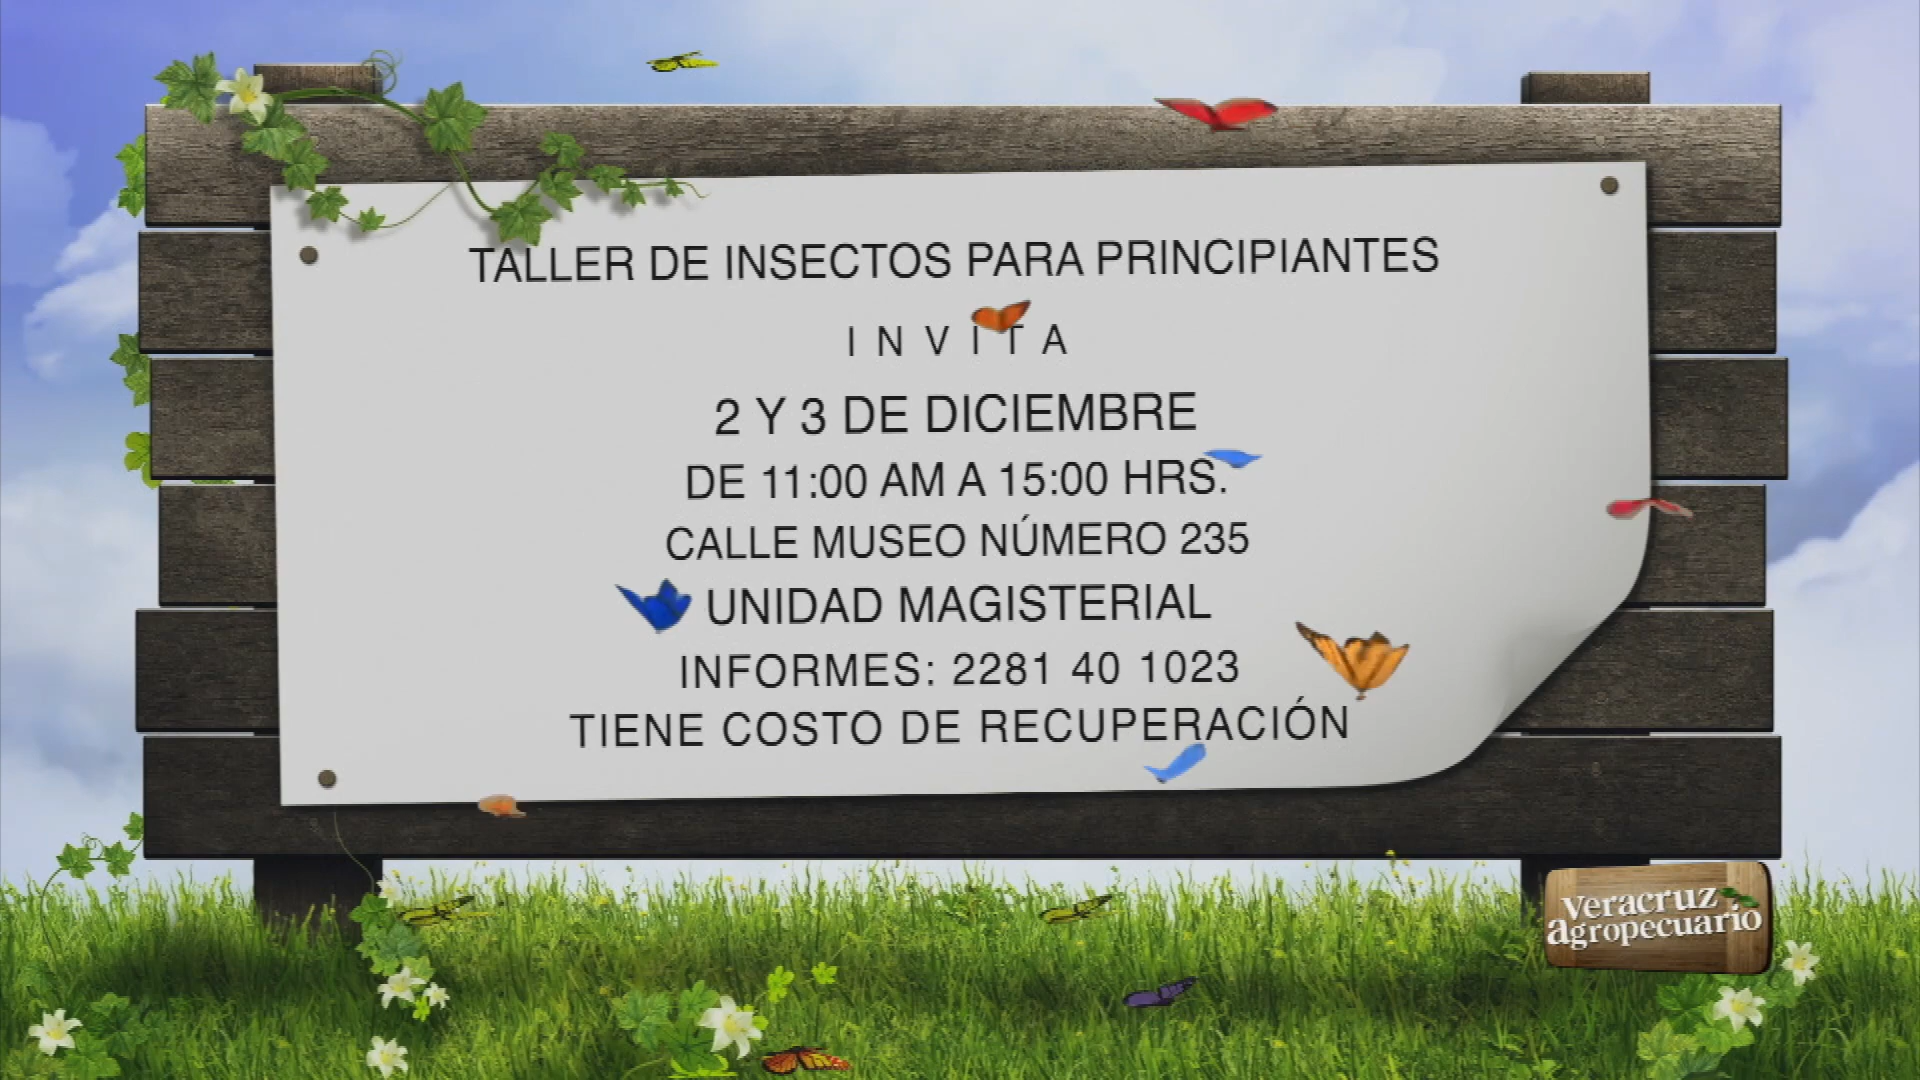 TALLER DE INSECTOS PARA PRINCIPIANTES
INVITA
2 Y 3 DE DICIEMBRE
DE 11:00 AM A 15:00 HRS.
CALLE MUSEO NÚMERO 235
UNIDAD MAGISTERIAL
INFORMES: 2281 40 1023
TIENE COSTO DE RECUPERACIÓN
veracruz
agropecuario